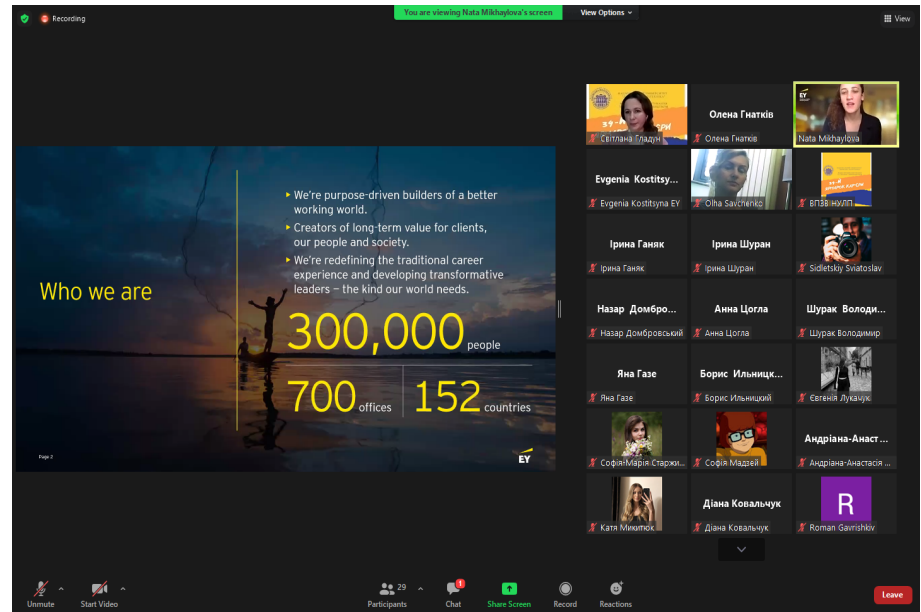 Recording
You are viewing Nata Mikhaylova's screen
View Options
View
Who we are
We're purpose-driven builders of a better
working world.
Creators of long-term value for clients,
our people and society.
We're redefining the traditional career
experience and developing transformative
leaders – the kind our world needs.
300,000 people
700 offices
152 countries
Page 2
EY
Світлана Гладун
Олена Гнатків
Олена Гнатків
EY
Nata Mikhaylova
Evgenia Kostitsy...
Evgenia Kostitsyna EY
Olha Savchenko
ВПЗВ НУЛП
Ірина Ганяк
Ірина Ганяк
Ірина Шуран
Ірина Шуран
Sidletskiy Sviatoslav
Назар Домбро...
Назар Домбровський
Анна Цогла
Анна Цогла
Шурак Володи...
Шурак Володимир
Яна Газе
Яна Газе
Борис Ильницк...
Борис Ильницкий
Євгенія Лукачук
Софія-Марія Старжи...
Софія Мадзей
Андріана-Анаст...
Андріана-Анастасія ...
Катя Микитюк
Діана Ковальчук
Діана Ковальчук
R
Roman Gavrishkiv
Unmute
Start Video
29
Participants
1
Chat
Share Screen
Record
Reactions
Leave